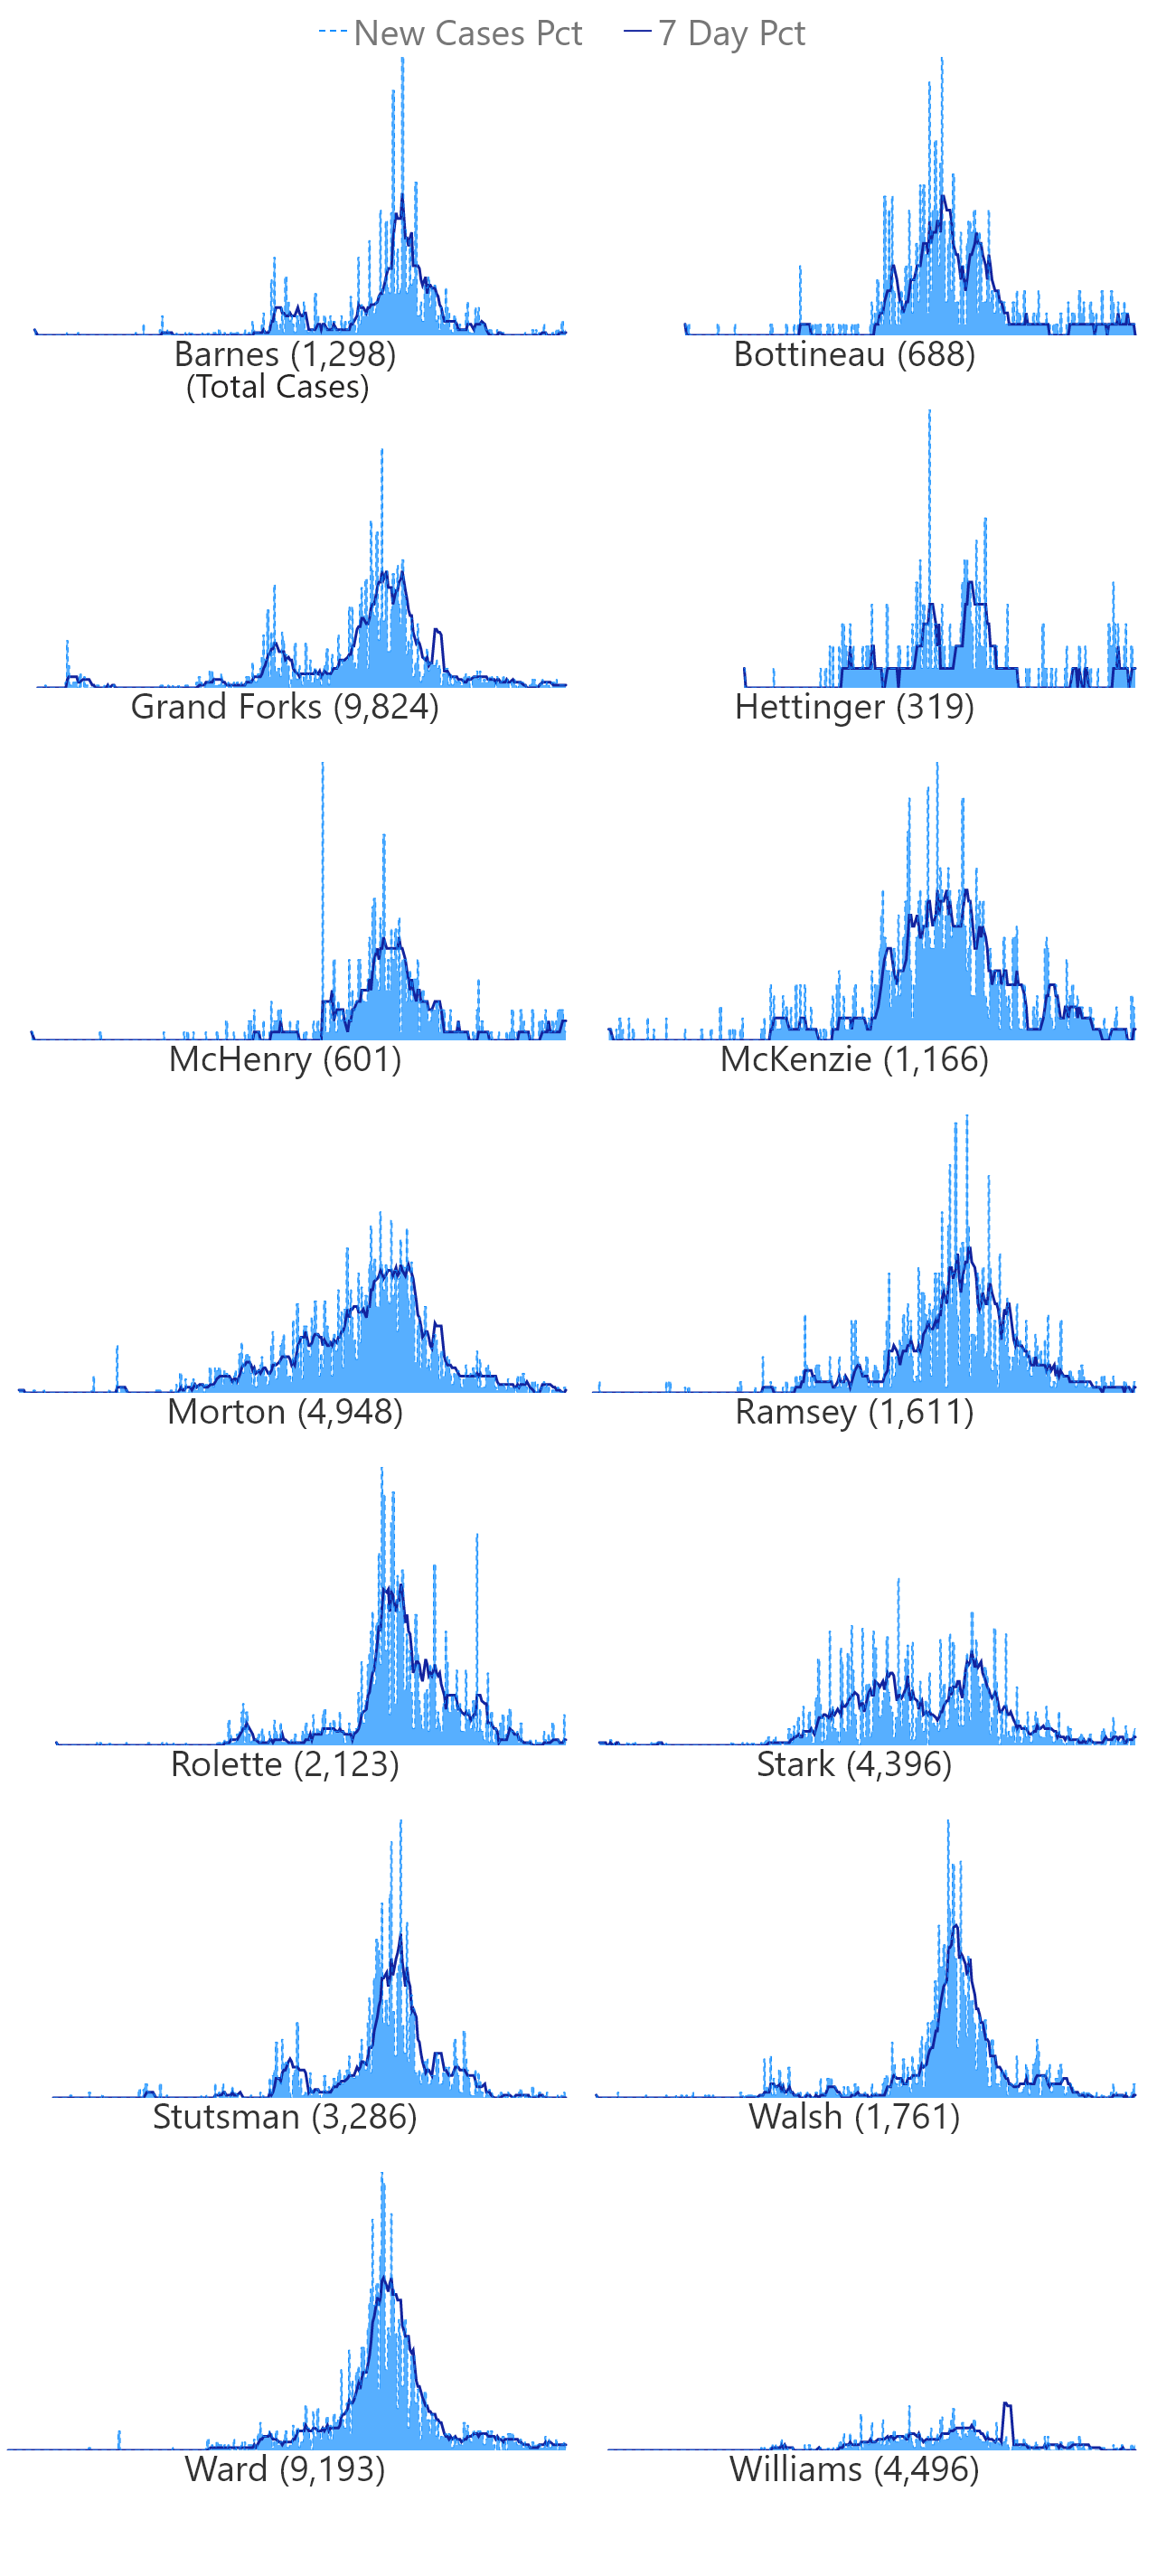 New Cases Pct 7 Day Pct
Barnes (1,298) Bottineau (688)
(Total Cases)
Grand Forks (9,824) Hettinger (319)
McHenry (601) McKenzie (1,166)
Morton (4,948) Ramsey (1,611)
Rolette (2,123) Stark (4,396)
Stutsman (3,286) Walsh (1,761)
Ward (9,193) Williams (4,496)